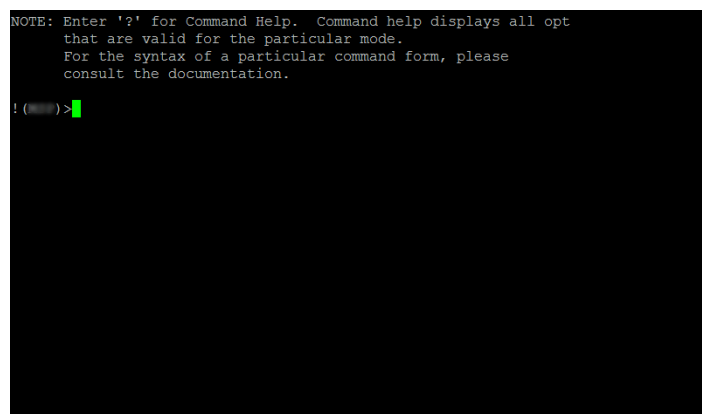 NOTE: Enter '?' for Command Help.  Command help displays all opt
      that are valid for the particular mode.
      For the syntax of a particular command form, please
      consult the documentation.
!( )>